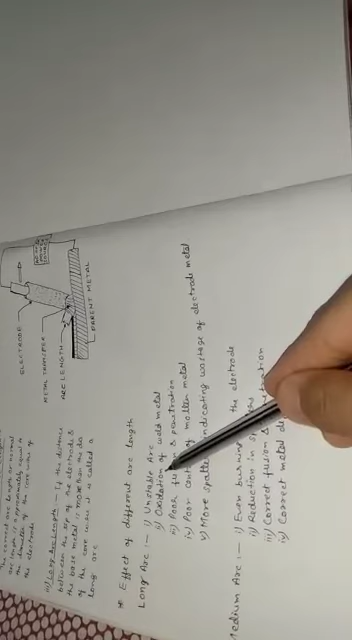 The correct arc length or normal
arc length is approximately equal to
the diameter of the core wire of
the electrode
iii) Long Arc Length :- If the distance
between the tip of the electrode &
the base metal is more than the dia
of the core wire it is called a
Long arc
ELECTRODE
METAL TRANSFER
ARC LENGTH
PARENT METAL
* Effect of different arc length
Long Arc :- i) Unstable Arc
ii) Oxidation of weld metal
iii) Poor fusion & penetration
iv) Poor of molten metal
v) More spatter indicating wastage of electrode metal
Medium Arc :- i) Even burning the electrode
ii) Reduction in
iii) Correct fusion &
iv) Correct metal